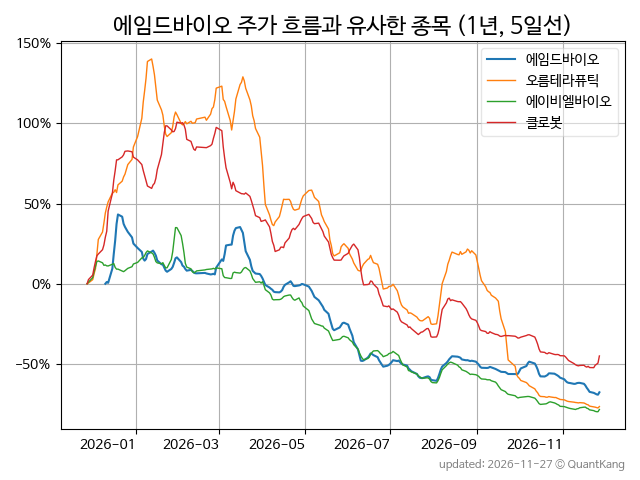 에임드바이오 주가 흐름과 유사한 종목 (1년, 5일선)
150%
100%
50%
0%
−50%
에임드바이오
오름테라퓨틱
에이비엘바이오
클로봇
2026-01
2026-03
2026-05
2026-07
2026-09
2026-11
updated: 2026-11-27 © QuantKang